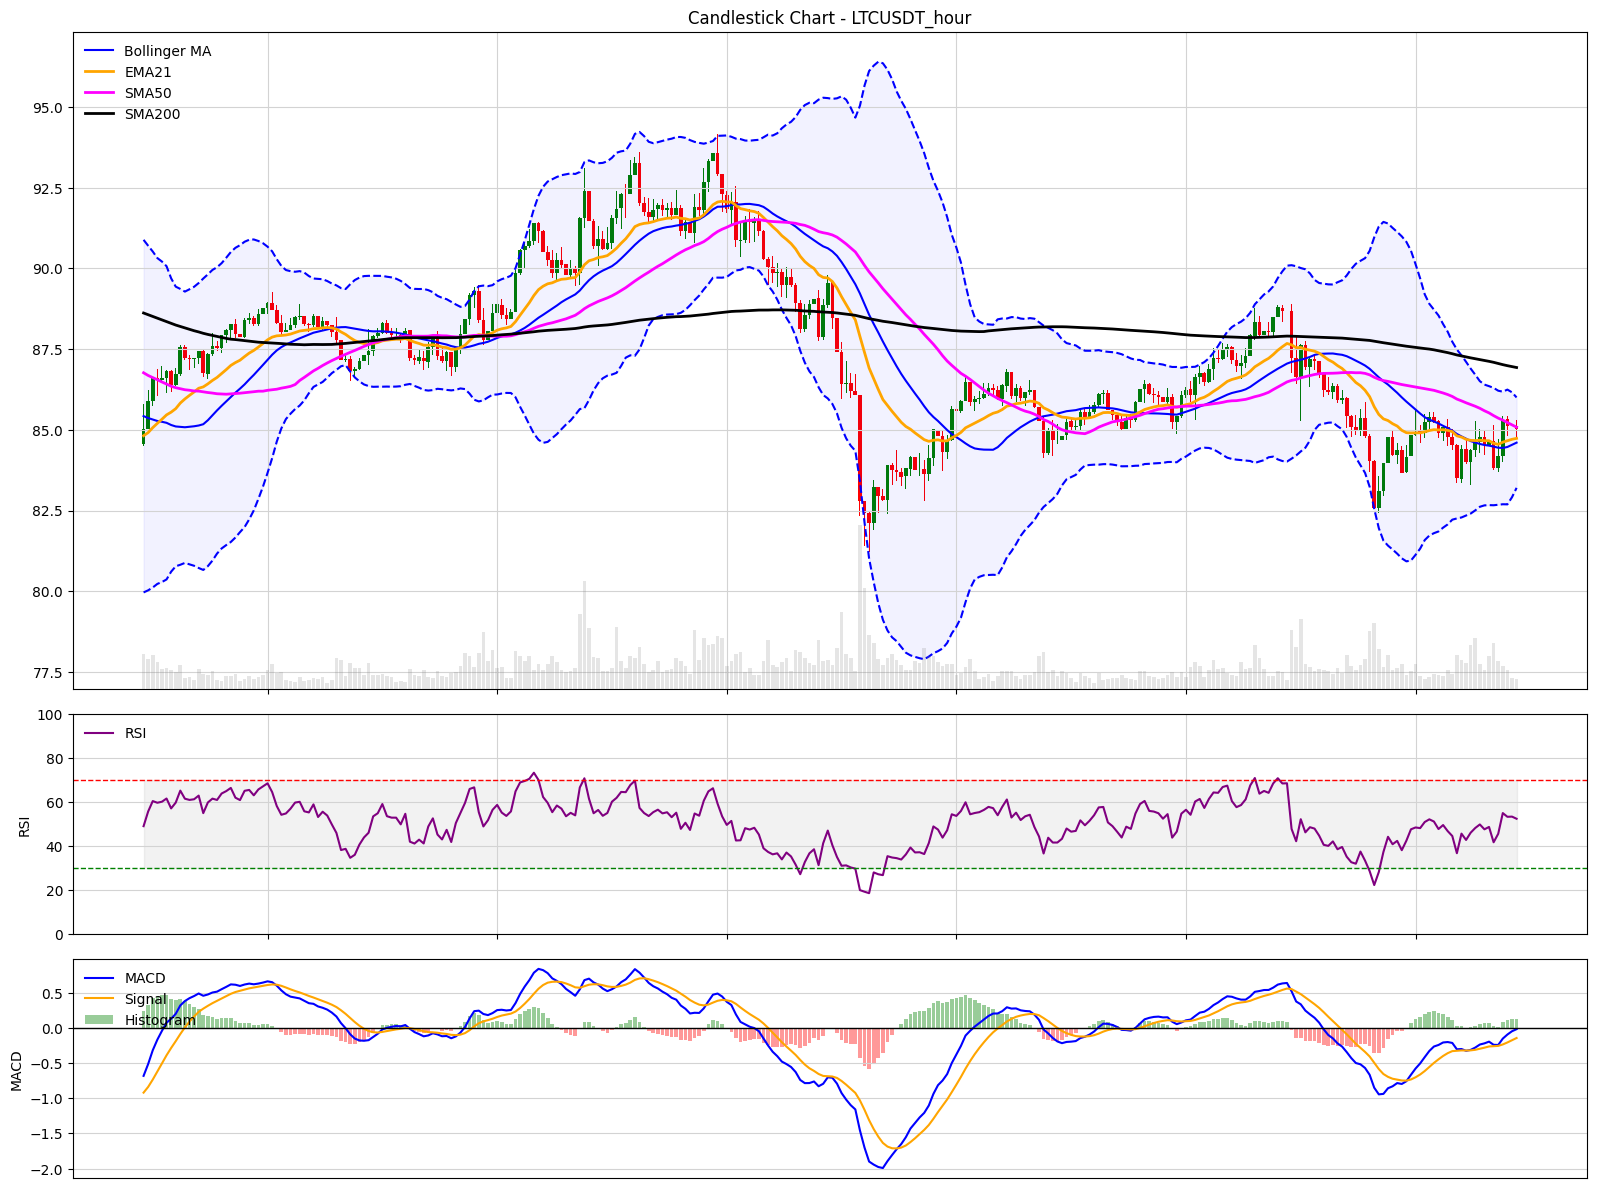 Candlestick Chart - LTCUSDT_hour
Bollinger MA
EMA21
SMA50
SMA200
95.0
92.5
90.0
87.5
85.0
82.5
80.0
77.5
100
80
60
40
20
0
RSI
RSI
MACD
Signal
Histogram
0.5
0.0
−0.5
−1.0
−1.5
−2.0
MACD